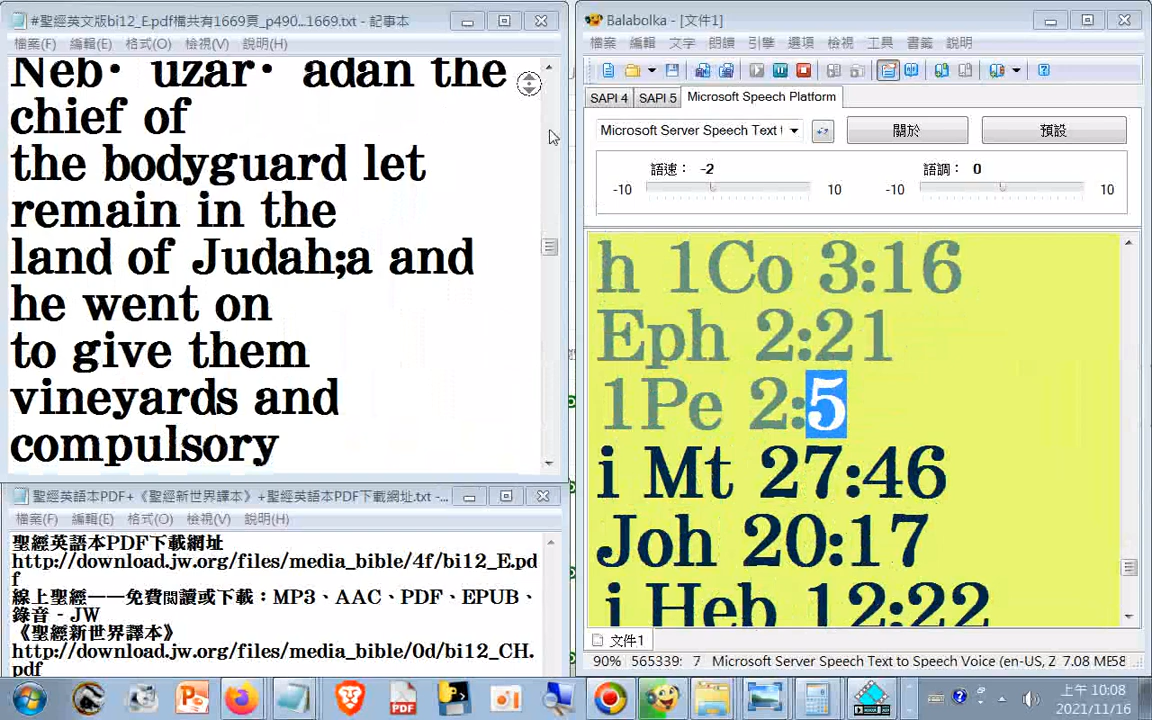 #聖經英文版bi12_E.pdf檔共有1669頁_p490...1669.txt - 記事本
檔案(F) 編輯(E) 格式(O) 檢視(V) 說明(H)
Neb· uzar· adan the
chief of
the bodyguard let
remain in the
land of Judah;a and
he went on
to give them
vineyards and
compulsory
聖經英語本PDF+《聖經新世界譯本》+聖經英語本PDF下載網址.txt -...
檔案(F) 編輯(E) 格式(O) 檢視(V) 說明(H)
聖經英語本PDF下載網址
http://download.jw.org/files/media_bible/4f/bi12_E.pd
f
線上聖經——免費閱讀或下載：MP3、AAC、PDF、EPUB、
錄音 - JW
《聖經新世界譯本》
http://download.jw.org/files/media_bible/0d/bi12_CH.
pdf
Balabolka - [文件1]
檔案 編輯 文字 朗讀 引擎 選項 檢視 工具 書籤 說明
SAPI 4 SAPI 5 Microsoft Speech Platform
Microsoft Server Speech Text 關於 預設
語速： -2 語調： 0
-10 10 -10 10
h 1Co 3:16
Eph 2:21
1Pe 2:5
i Mt 27:46
Joh 20:17
j Heb 12:22
文件1
90% 565339: 7 Microsoft Server Speech Text to Speech Voice (en-US, Z 7.08 ME58
PDF
上午 10:08
2021/11/16